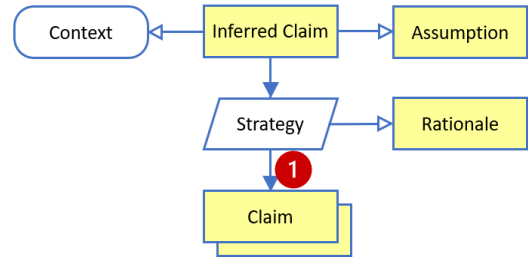 Context
Inferred Claim
Assumption
Strategy
Rationale
1
Claim